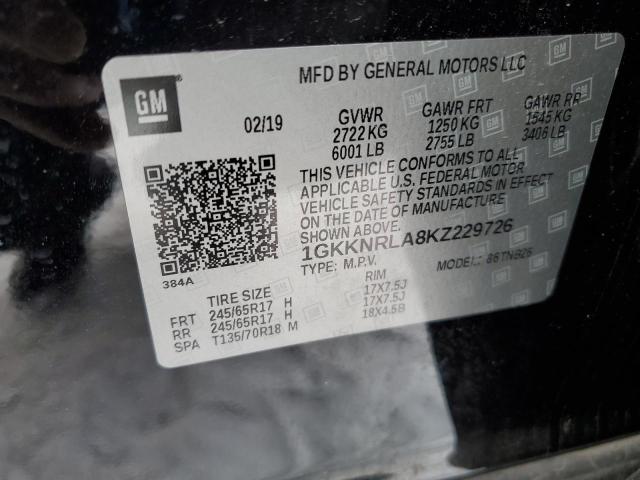 MFD BY GENERAL MOTORS LLC
GM
02/19
GVWR GAWR FRT GAWR RR
2722 KG 1250 KG 1545 KG
6001 LB 2755 LB 3406 LB
THIS VEHICLE CONFORMS TO ALL
APPLICABLE U.S. FEDERAL MOTOR
VEHICLE SAFETY STANDARDS IN EFFECT
ON THE DATE OF MANUFACTURE
SHOWN ABOVE.
1GKKNRLA8KZ229726
TYPE: M.P.V. MODEL: 86TNB26
384A
TIRE SIZE RIM
FRT 245/65R17 H 17X7.5J
RR 245/65R17 H 17X7.5J
SPA T135/70R18 M 18X4.5B